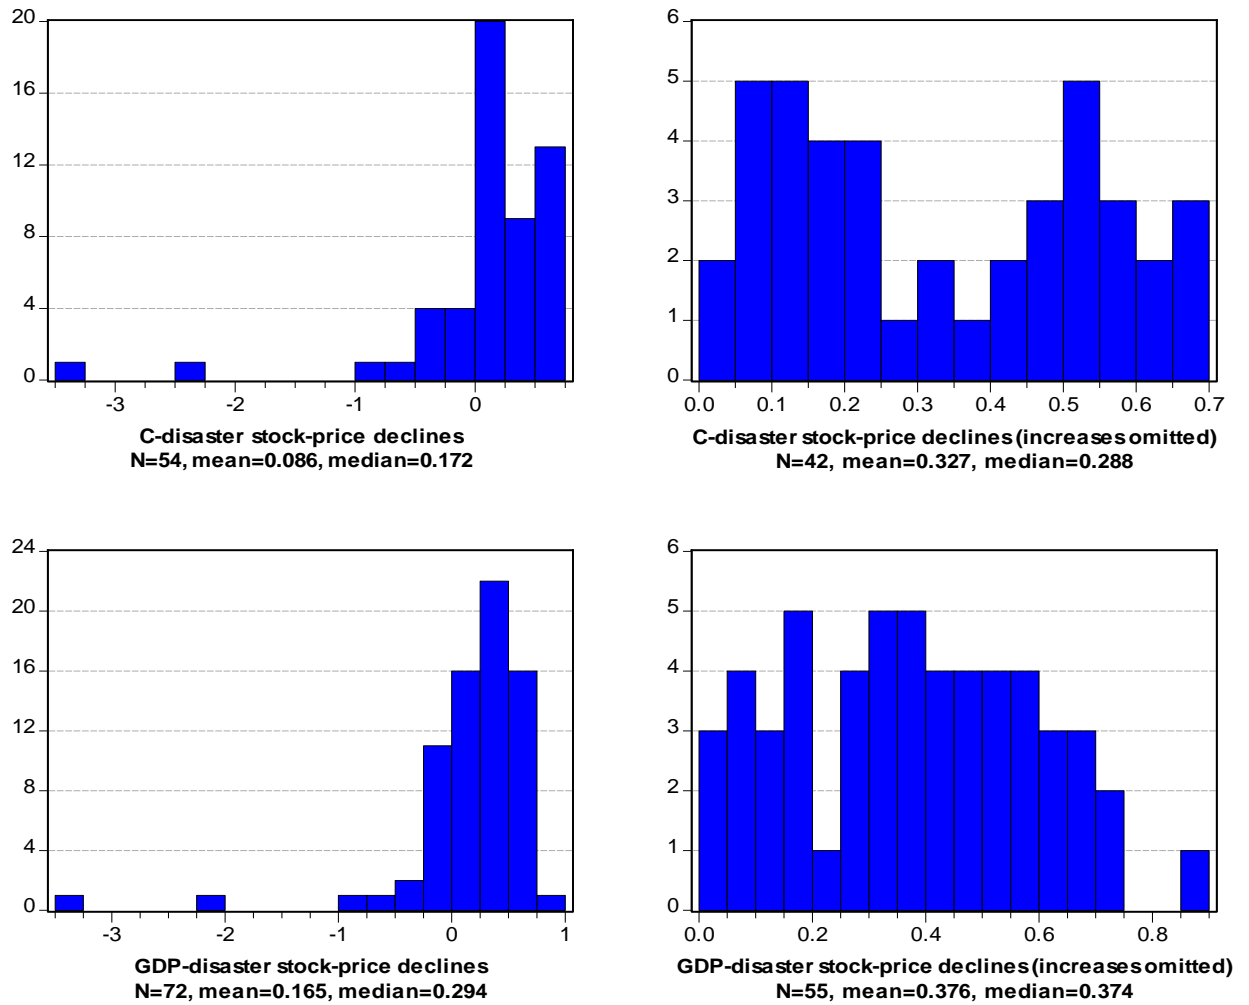 20
16
12
8
4
0
-3 -2 -1 0
C-disaster stock-price declines
N=54, mean=0.086, median=0.172
6
5
4
3
2
1
0
0.0 0.1 0.2 0.3 0.4 0.5 0.6 0.7
C-disaster stock-price declines (increases omitted)
N=42, mean=0.327, median=0.288
24
20
16
12
8
4
0
-3 -2 -1 0 1
GDP-disaster stock-price declines
N=72, mean=0.165, median=0.294
6
5
4
3
2
1
0
0.0 0.2 0.4 0.6 0.8
GDP-disaster stock-price declines (increases omitted)
N=55, mean=0.376, median=0.374